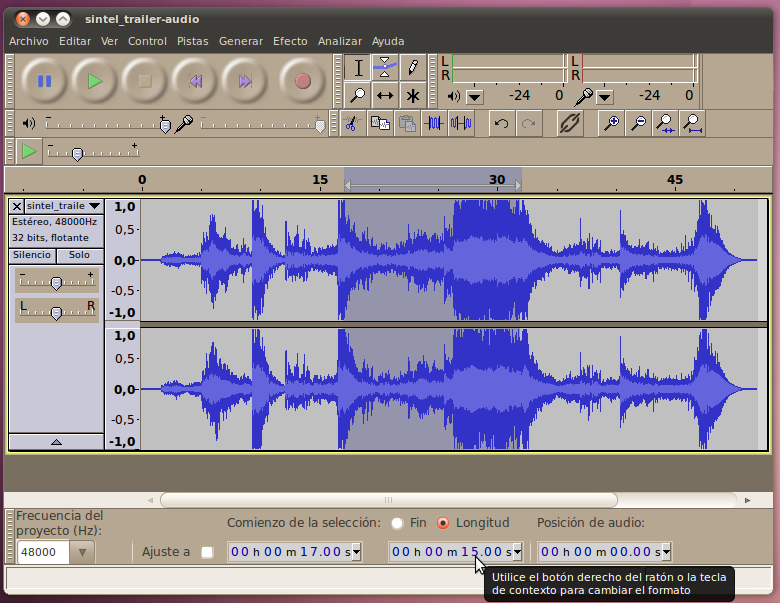 sintel_trailer-audio
Archivo Editar Ver Control Pistas Generar Efecto Analizar Ayuda
L
R
-24 0
L
R
-24 0
- +
- +
- +
0 15 30 45
sintel_traile
Estéreo, 48000Hz
32 bits, flotante
Silencio Solo
- +
L R
1,0
0,5-
0,0-
-0,5-
-1,0
1,0
0,5-
0,0-
-0,5-
-1,0
Frecuencia del
proyecto (Hz):
48000
Ajuste a
Comienzo de la selección:
Fin
Longitud
Posición de audio:
00 h 00 m 17.00 s
00 h 00 m 15.00 s
00 h 00 m 00.00 s
Utilice el botón derecho del ratón o la tecla
de contexto para cambiar el formato